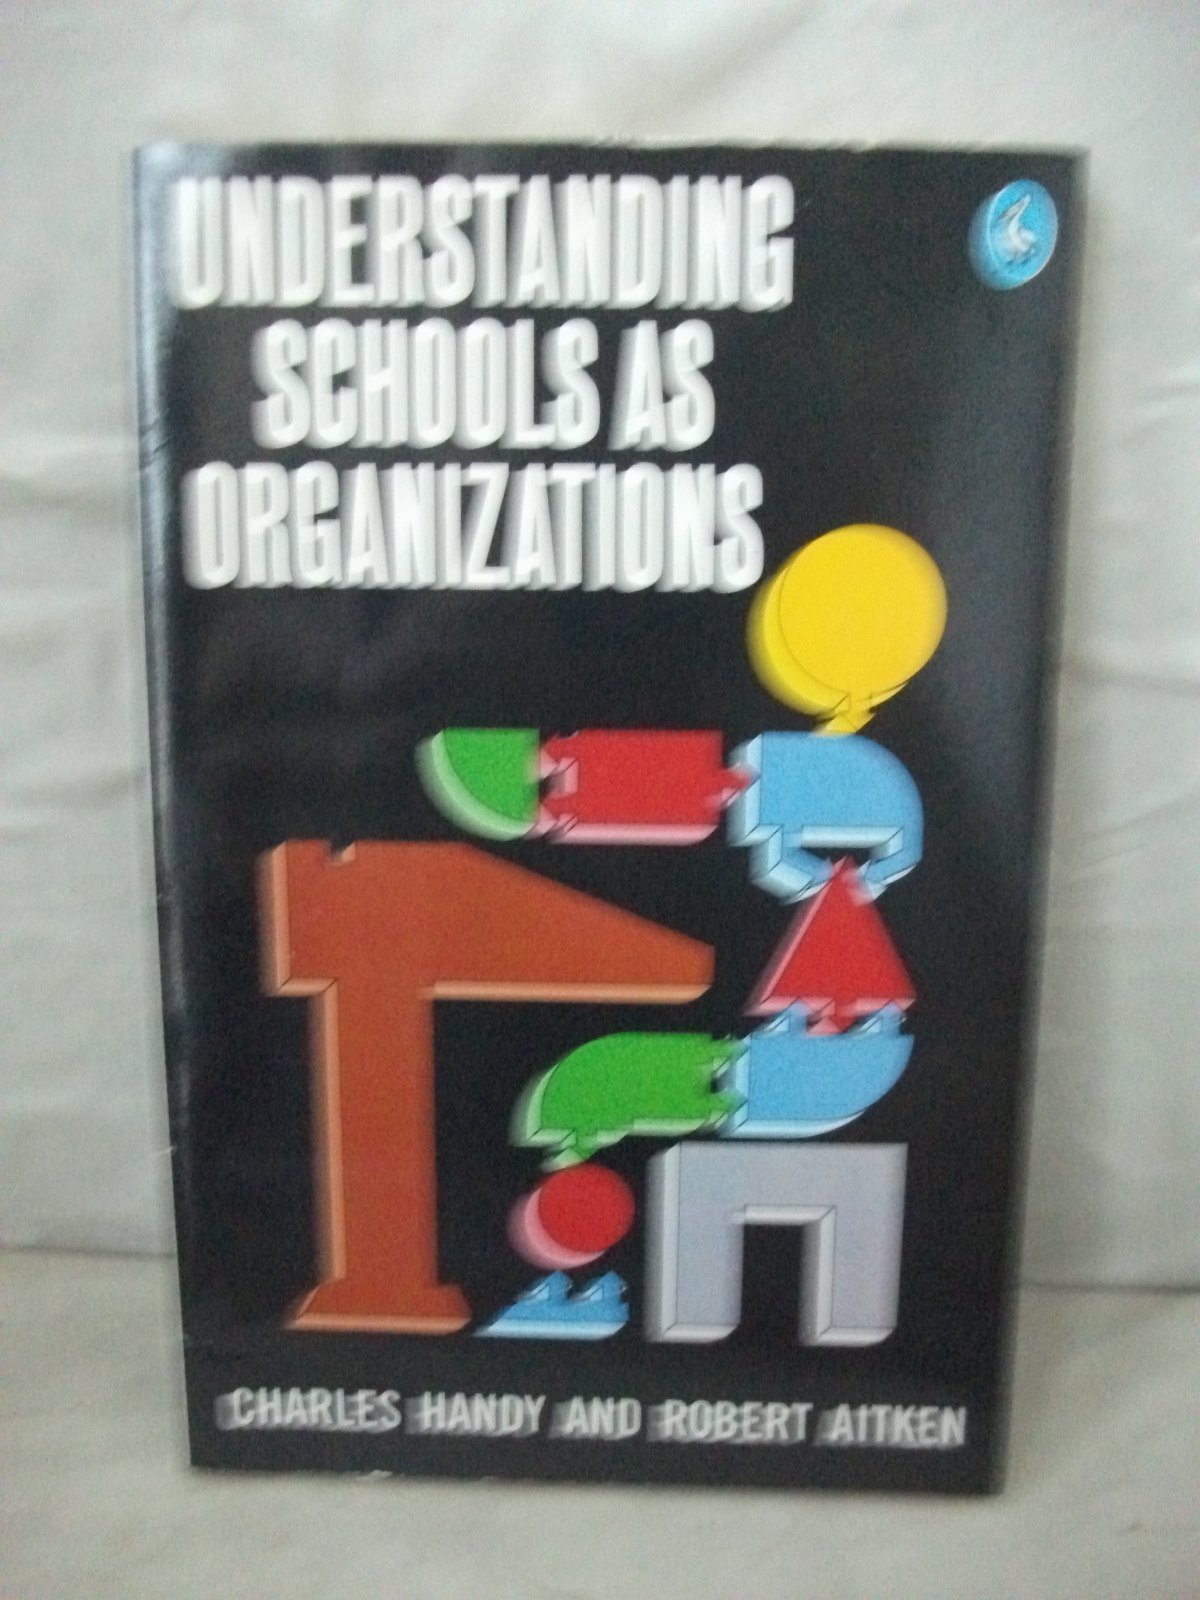 UNDERSTANDING
SCHOOLS AS
ORGANIZATIONS
CHARLES HANDY AND ROBERT AITKEN